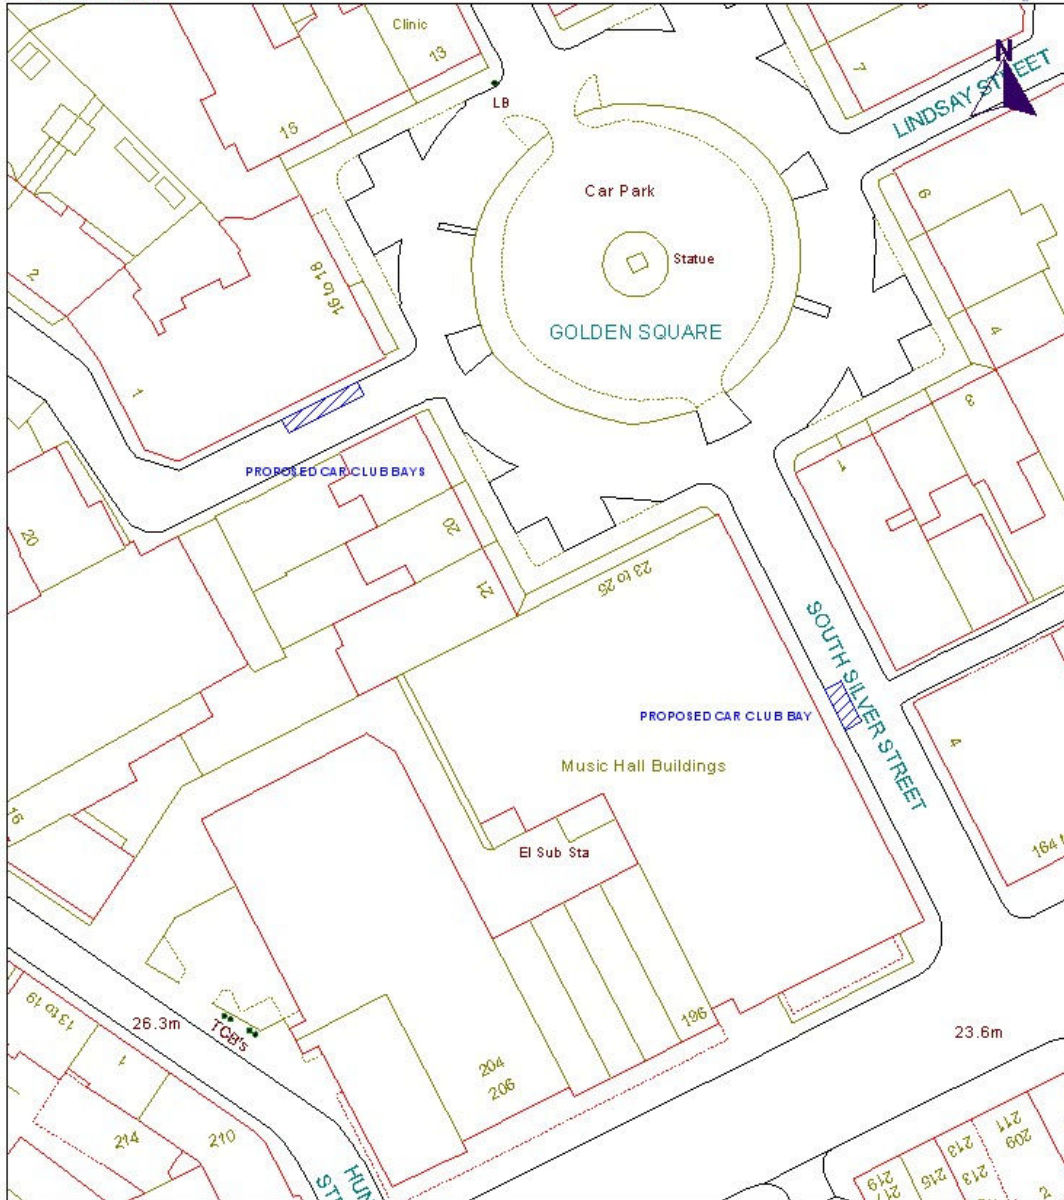 Clinic
13
15
LB
7
N
LINDSAY STREET
Car Park
Statue
GOLDEN SQUARE
6
4
3
1
2
16 to 18
1
PROPOSED CAR CLUB BAYS
20
20
21
23 to 25
SOUTH SILVER STREET
PROPOSED CAR CLUB BAY
Music Hall Buildings
4
16
El Sub Sta
164
13 to 19
26.3m
TCB's
1
196
23.6m
204
206
214
210
HUN
ST
211
209
213
213
215
219